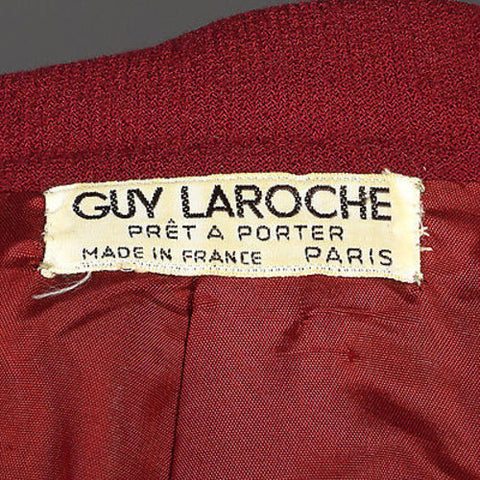 GUY LAROCHE
PRÊT A PORTER
MADE IN FRANCE PARIS